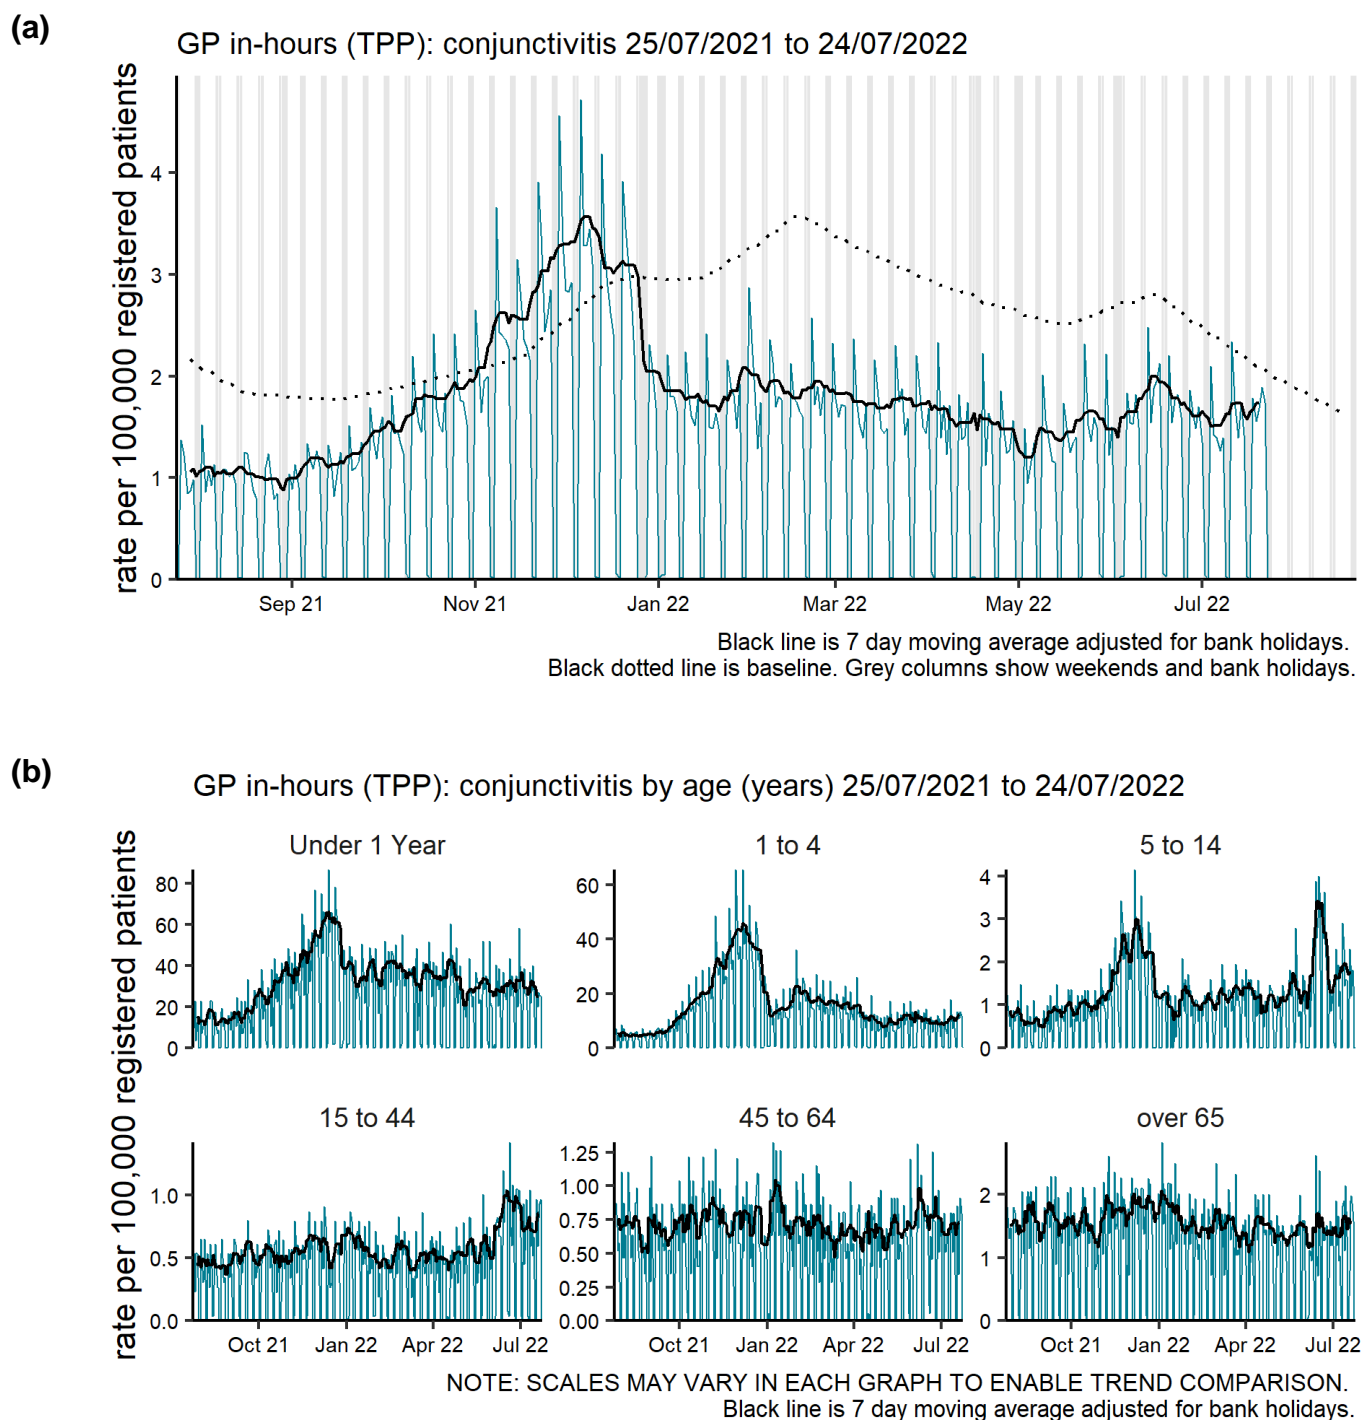 (a)
GP in-hours (TPP): conjunctivitis 25/07/2021 to 24/07/2022
rate per 100,000 registered patients
4
3
2
1
0
Sep 21 Nov 21 Jan 22 Mar 22 May 22 Jul 22
Black line is 7 day moving average adjusted for bank holidays.
Black dotted line is baseline. Grey columns show weekends and bank holidays.
(b)
GP in-hours (TPP): conjunctivitis by age (years) 25/07/2021 to 24/07/2022
rate per 100,000 registered patients
Under 1 Year
80
60
40
20
0
1 to 4
60
40
20
0
5 to 14
4
3
2
1
0
15 to 44
1.0
0.5
0.0
Oct 21 Jan 22 Apr 22 Jul 22
45 to 64
1.25
1.00
0.75
0.50
0.25
0.00
Oct 21 Jan 22 Apr 22 Jul 22
over 65
2
1
0
Oct 21 Jan 22 Apr 22 Jul 22
NOTE: SCALES MAY VARY IN EACH GRAPH TO ENABLE TREND COMPARISON.
Black line is 7 day moving average adjusted for bank holidays.